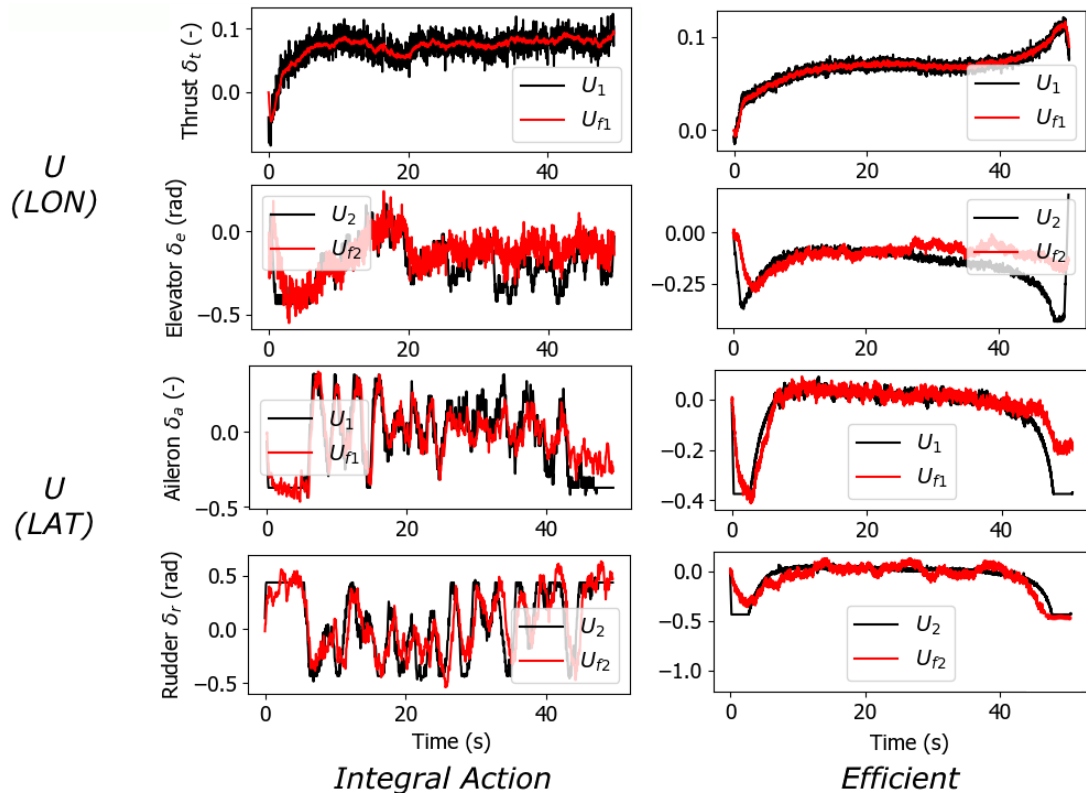 Thrust δt (-)
0.1
0.0
U1
Uf1
0
20
40
0.1
0.0
U1
Uf1
0
20
40
U
(LON)
Elevator δe (rad)
0.0
−0.5
U2
Uf2
0
20
40
0.00
−0.25
U2
Uf2
0
20
40
Aileron δa (-)
0.0
−0.5
U1
Uf1
0
20
40
0.0
−0.2
−0.4
U1
Uf1
0
20
40
U
(LAT)
Rudder δr (rad)
0.5
0.0
−0.5
U2
Uf2
0
20
40
Time (s)
0.0
−0.5
−1.0
U2
Uf2
0
20
40
Time (s)
Integral Action
Efficient